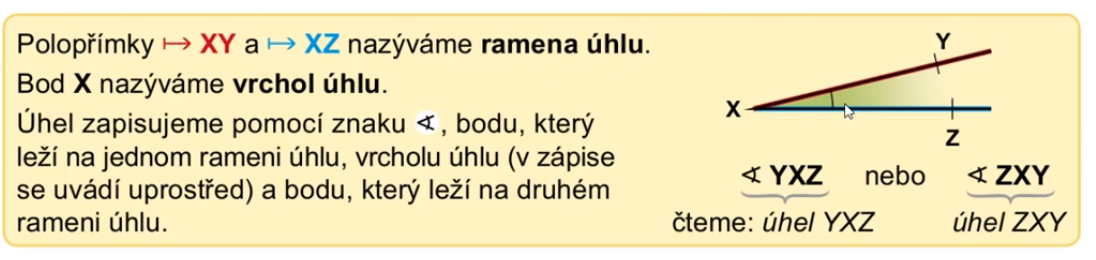 Polopřímky ↦ XY a ↦ XZ nazýváme ramena úhlu.
Bod X nazýváme vrchol úhlu.
Úhel zapisujeme pomocí znaku ∢, bodu, který
leží na jednom rameni úhlu, vrcholu úhlu (v zápise
se uvádí uprostřed) a bodu, který leží na druhém
rameni úhlu.
Y
X
Z
∢ YXZ nebo ∢ ZXY
čteme: úhel YXZ úhel ZXY